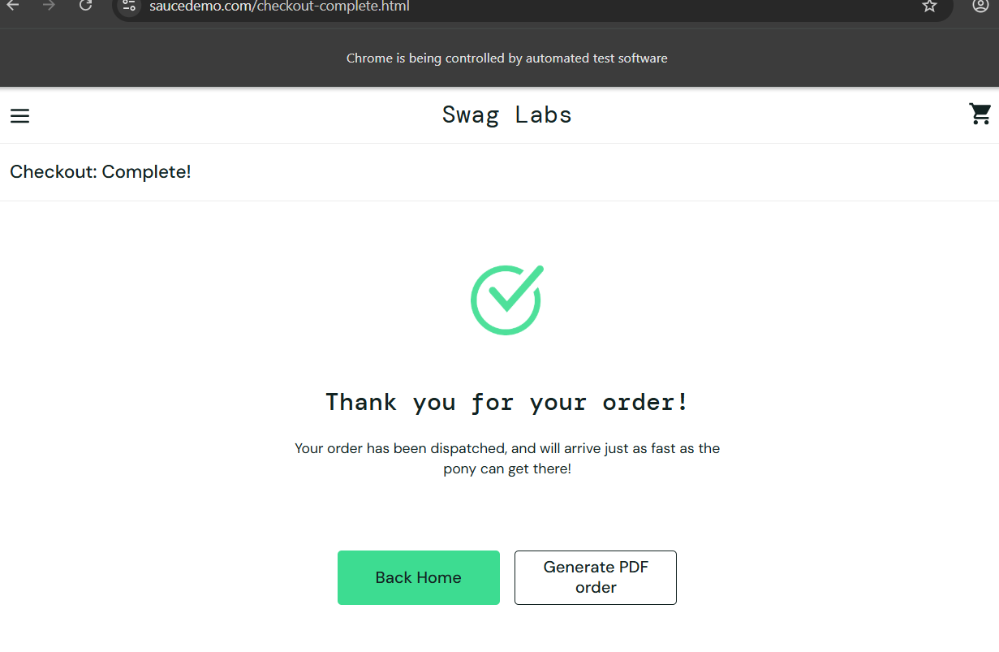 saucedemo.com/checkout-complete.html
Chrome is being controlled by automated test software
Swag Labs
Checkout: Complete!
Thank you for your order!
Your order has been dispatched, and will arrive just as fast as the
pony can get there!
Back Home
Generate PDF
order